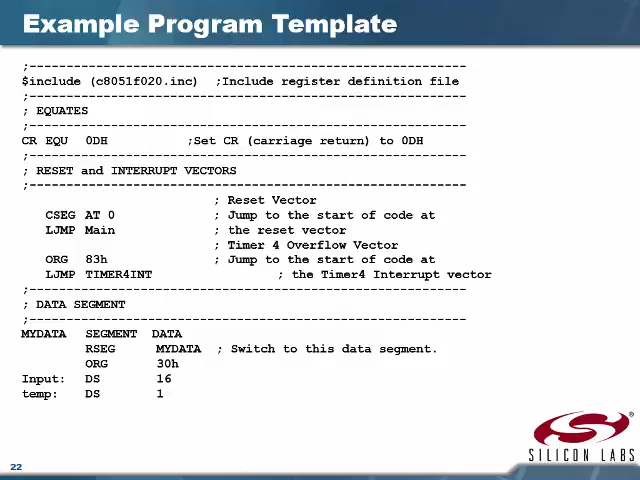 Example Program Template
;---------------------------------------------------------------
$include (c8051f020.inc) ;Include register definition file
;---------------------------------------------------------------
; EQUATES
;---------------------------------------------------------------
CR EQU 0DH ;Set CR (carriage return) to 0DH
;---------------------------------------------------------------
; RESET and INTERRUPT VECTORS
;---------------------------------------------------------------
; Reset Vector
CSEG AT 0 ; Jump to the start of code at
LJMP Main ; the reset vector
; Timer 4 Overflow Vector
ORG 83h ; Jump to the start of code at
LJMP TIMER4INT ; the Timer4 Interrupt vector
;---------------------------------------------------------------
; DATA SEGMENT
;---------------------------------------------------------------
MYDATA SEGMENT DATA
RSEG MYDATA ; Switch to this data segment.
ORG 30h
Input: DS 16
temp: DS 1
®
SILICON LABS
22